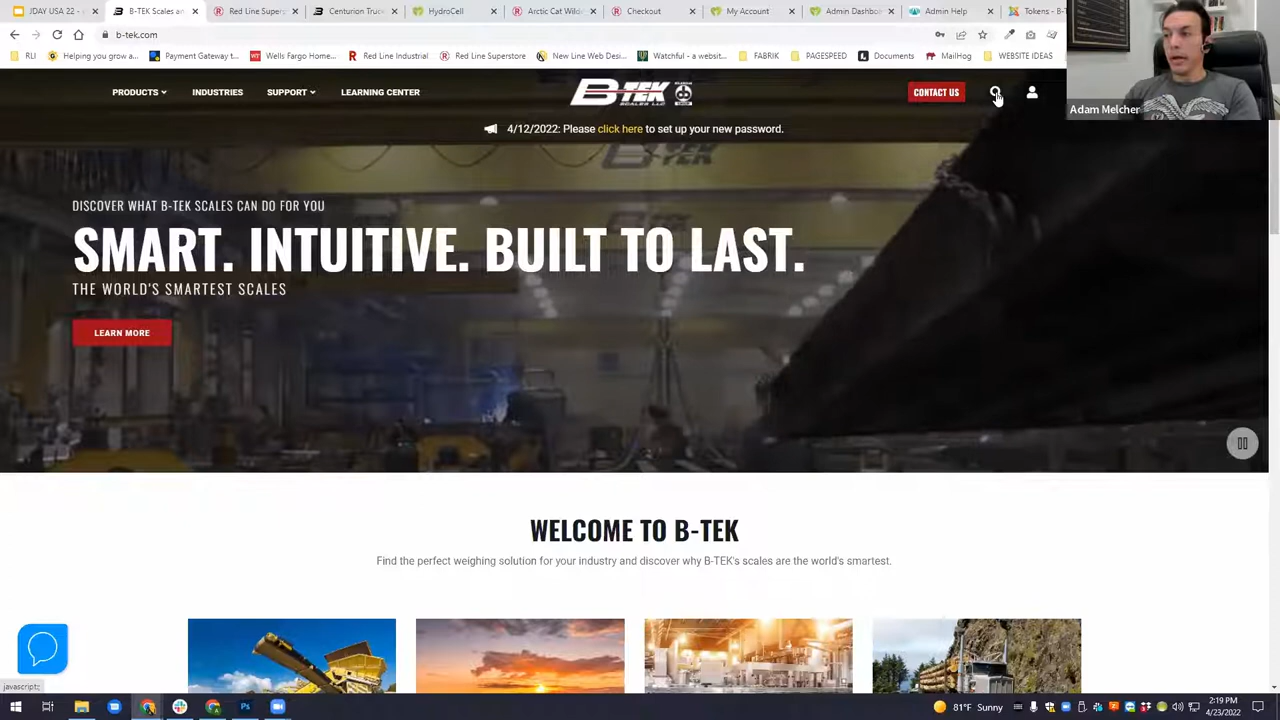 JDAY USA 22 -
B-TEK Scales an
Red Line Supers
Centurion Truck
HydroCell
Arctic Cat Wild
Checkout
My Account
Admin Dashbo
Admin Help
Tokens - B-T
b-tek.com
RLI
Helping you grow a...
Payment Gateway t...
Wells Fargo Home...
Red Line Industrial
Red Line Superstore
New Line Web Desi...
Watchful - a websit...
FABRIK
PAGESPEED
Documents
MailHog
WEBSITE IDEAS
Adam Melcher
PRODUCTS
INDUSTRIES
SUPPORT
LEARNING CENTER
B-TEK
SCALES LLC
CONTACT US
4/12/2022: Please click here to set up your new password.
B-TEK
DISCOVER WHAT B-TEK SCALES CAN DO FOR YOU
SMART. INTUITIVE. BUILT TO LAST.
THE WORLD'S SMARTEST SCALES
LEARN MORE
WELCOME TO B-TEK
Find the perfect weighing solution for your industry and discover why B-TEK's scales are the world's smartest.
javascript:;
81°F Sunny
2:19 PM
4/23/2022